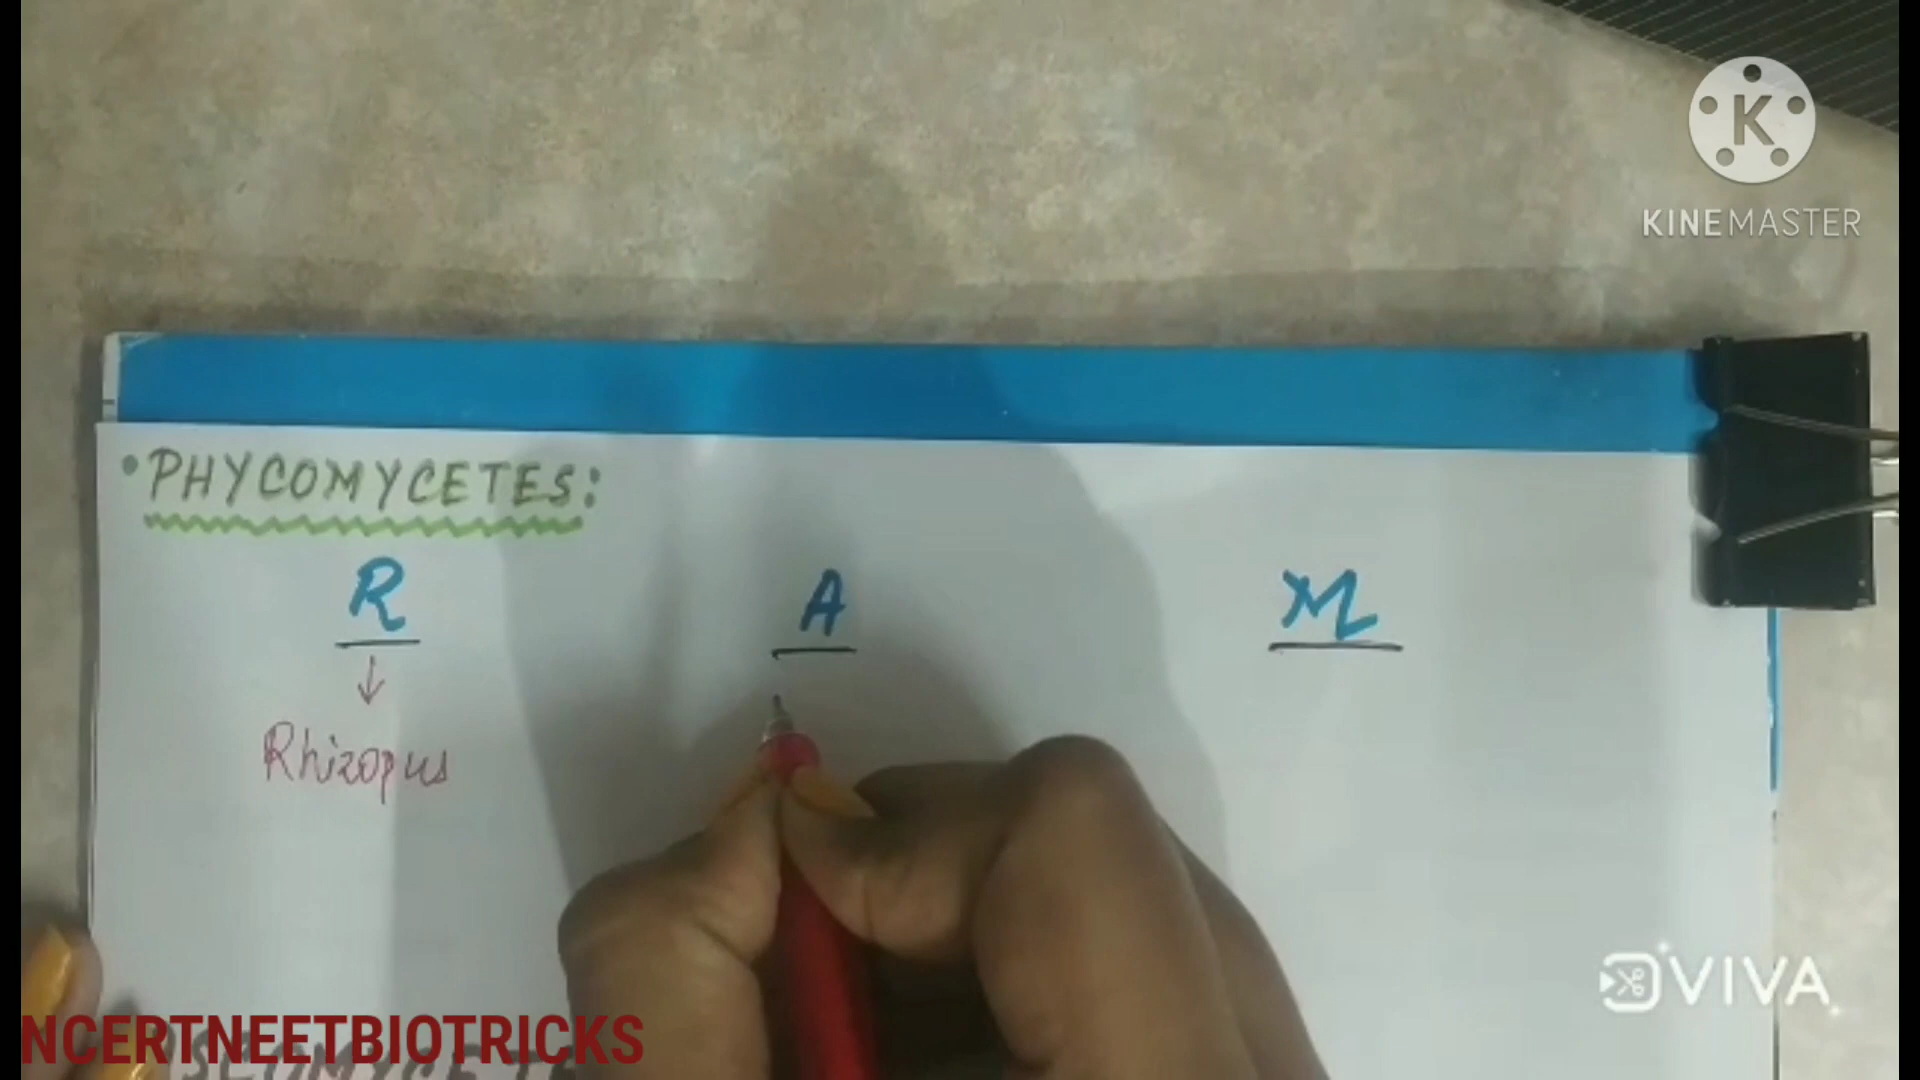 K
KINEMASTER
• PHYCOMYCETES:
R A M
↓
Rhizopus
VIVA
NCERTNEETBIOTRICKS